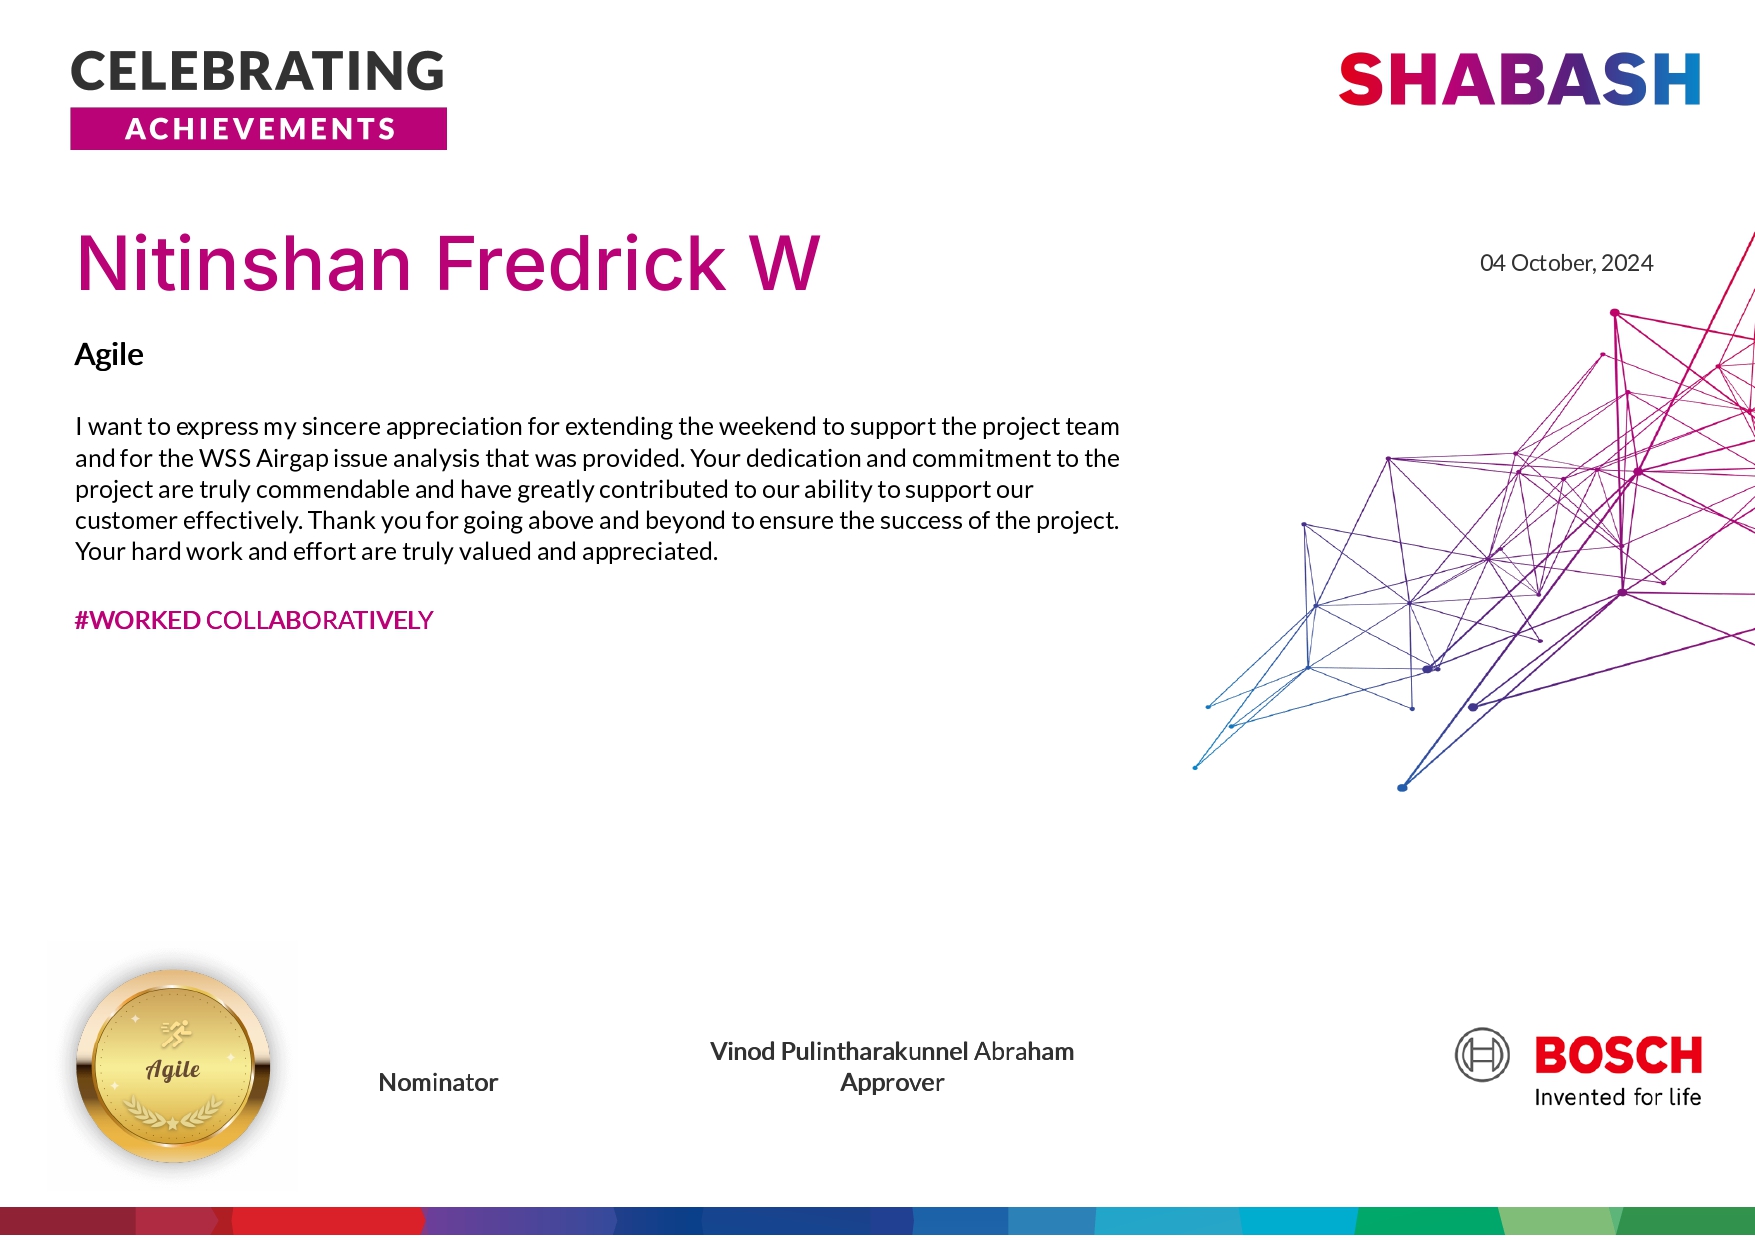 CELEBRATING
ACHIEVEMENTS
SHABASH
Nitinshan Fredrick W
04 October, 2024
Agile
I want to express my sincere appreciation for extending the weekend to support the project team
and for the WSS Airgap issue analysis that was provided. Your dedication and commitment to the
project are truly commendable and have greatly contributed to our ability to support our
customer effectively. Thank you for going above and beyond to ensure the success of the project.
Your hard work and effort are truly valued and appreciated.
#WORKED COLLABORATIVELY
Agile
Nominator
Vinod Pulintharakunnel Abraham
Approver
BOSCH
Invented for life